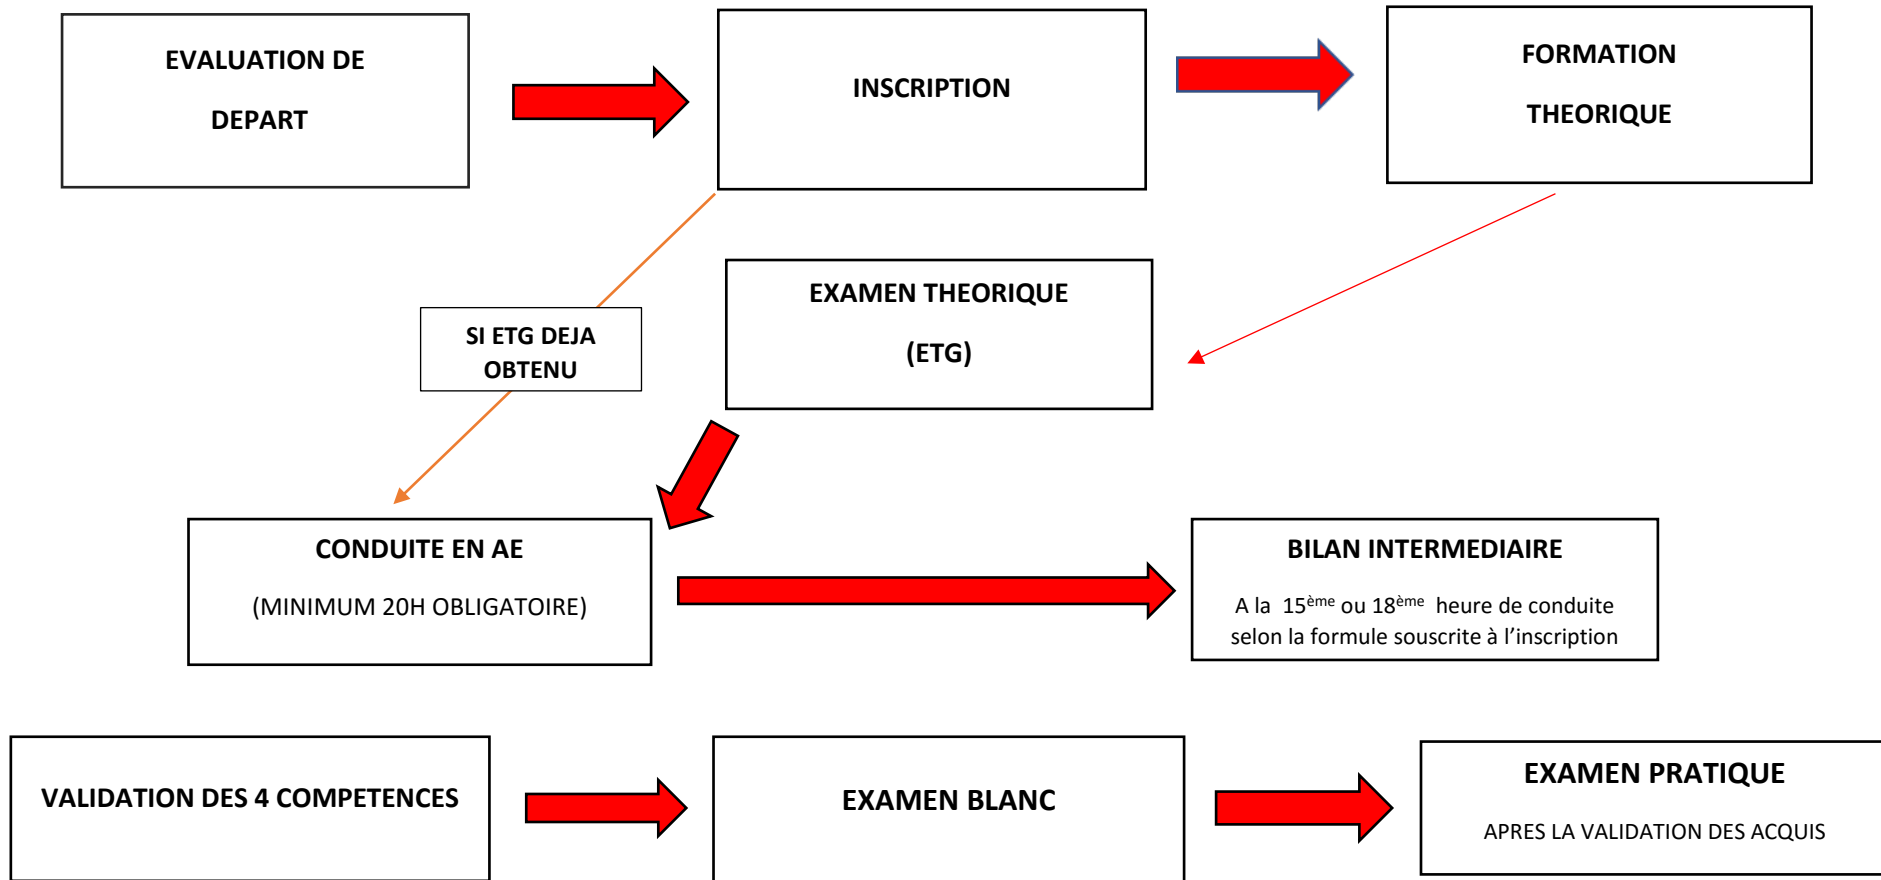 EVALUATION DE
DEPART
INSCRIPTION
FORMATION
THEORIQUE
EXAMEN THEORIQUE
(ETG)
SI ETG DEJA
OBTENU
CONDUITE EN AE
(MINIMUM 20H OBLIGATOIRE)
BILAN INTERMEDIAIRE
A la 15ème ou 18ème heure de conduite
selon la formule souscrite à l’inscription
VALIDATION DES 4 COMPETENCES
EXAMEN BLANC
EXAMEN PRATIQUE
APRES LA VALIDATION DES ACQUIS